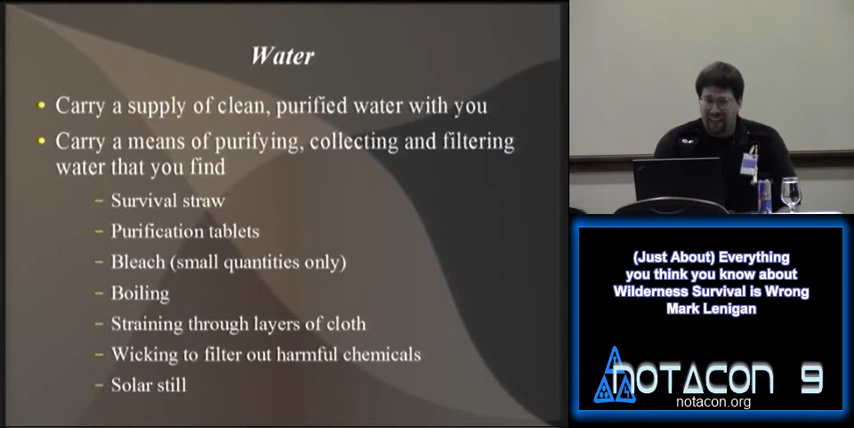 Water
Carry a supply of clean, purified water with you
Carry a means of purifying, collecting and filtering
water that you find
– Survival straw
– Purification tablets
– Bleach (small quantities only)
– Boiling
– Straining through layers of cloth
– Wicking to filter out harmful chemicals
– Solar still
(Just About) Everything
you think you know about
Wilderness Survival is Wrong
Mark Lenigan
NOTACON 9
notacon.org